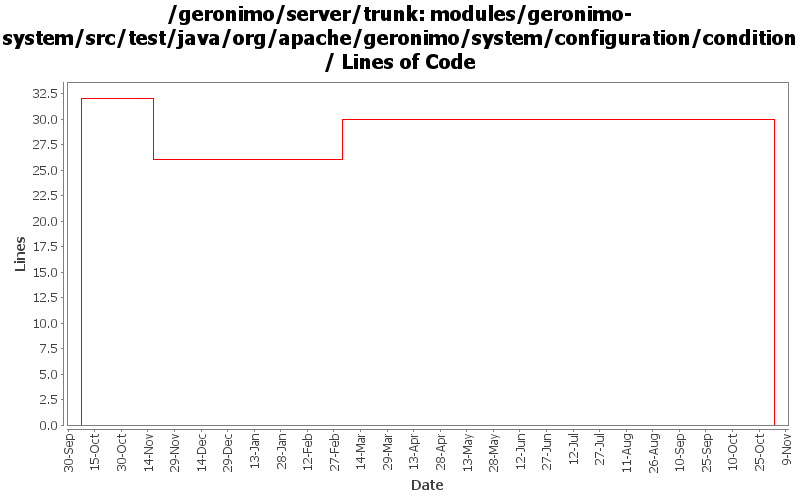 /geronimo/server/trunk: modules/geronimo-
system/src/test/java/org/apache/geronimo/system/configuration/condition
/ Lines of Code
Lines
32.5
30.0
27.5
25.0
22.5
20.0
17.5
15.0
12.5
10.0
7.5
5.0
2.5
0.0
30-Sep
15-Oct
30-Oct
14-Nov
29-Nov
14-Dec
29-Dec
13-Jan
28-Jan
12-Feb
27-Feb
14-Mar
29-Mar
13-Apr
28-Apr
13-May
28-May
12-Jun
27-Jun
12-Jul
27-Jul
11-Aug
26-Aug
10-Sep
25-Sep
10-Oct
25-Oct
9-Nov
Date